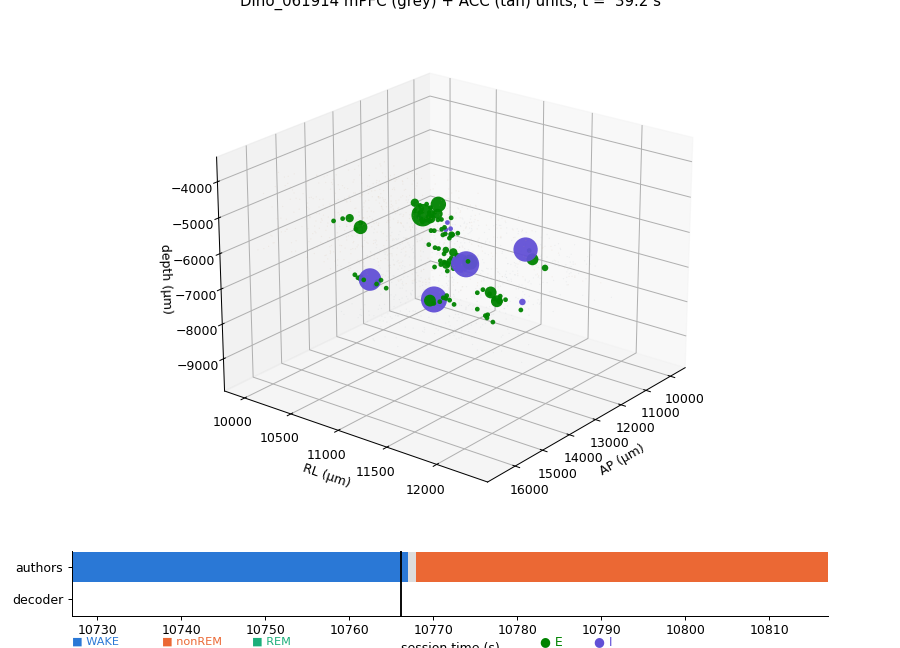 Dino_061914 mPFC (grey) + ACC (tan) units, t = 39.2 s
−4000
−5000
−6000
−7000
−8000
−9000
depth (μm)
10000
10500
11000
11500
12000
RL (μm)
10000
11000
12000
13000
14000
15000
16000
AP (μm)
authors
decoder
10730 10740 10750 10760 10770 10780 10790 10800 10810
session time (s)
WAKE nonREM REM E I